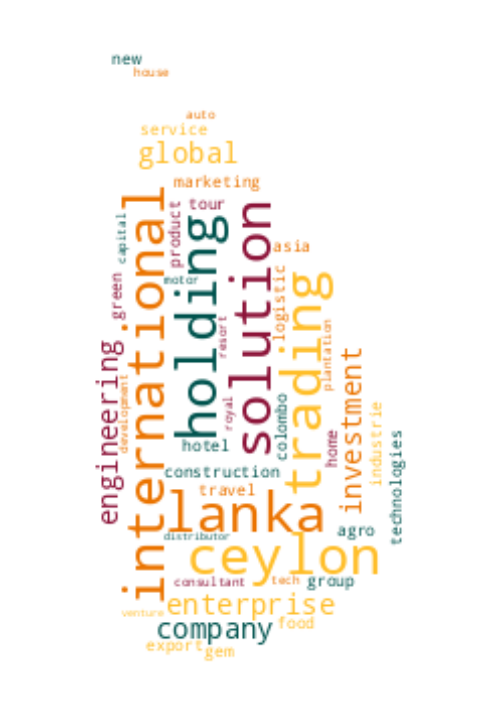 new
house
auto
service
global
marketing
tour
product
capital
international
holding
solution
asia
motor
logistic
green
trading
resort
plantation
engineering
development
royal
colombo
investment
home
industrie
technologies
hotel
construction
travel
lanka
agro
distributor
ceylon
consultant
tech
group
enterprise
venture
company
food
export
gem